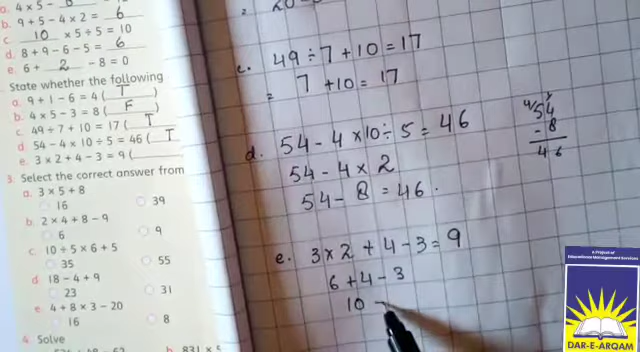 a. 4 × 5 -
b. 9 + 5 - 4 × 2 = 6
c. 10 × 5 ÷ 5 = 10
d. 8 + 9 - 6 - 5 = 6
e. 6 ÷ 2 - 8 = 0
State whether the following
a. 9 + 1 - 6 = 4 ( T )
b. 4 × 5 - 3 = 8 ( F )
c. 49 ÷ 7 + 10 = 17 ( T )
d. 54 - 4 × 10 ÷ 5 = 46 ( T
e. 3 × 2 + 4 - 3 = 9 (
3 Select the correct answer from
a. 3 × 5 + 8
16
39
b. 2 × 4 + 8 - 9
6
9
c. 10 ÷ 5 × 6 + 5
35
55
d. 18 - 4 + 9
23
31
e. 4 + 8 × 3 - 20
16
8
4. Solve
c. 49 ÷ 7 + 10 = 17
= 7 + 10 = 17
d. 54 - 4 × 10 ÷ 5 = 46
54 - 4 × 2
54 - 8 = 46.
54
- 8
46
e. 3 × 2 + 4 - 3 = 9
6 + 4 - 3
10 -
A Project of
Educational Management Services
DAR-E-ARQAM